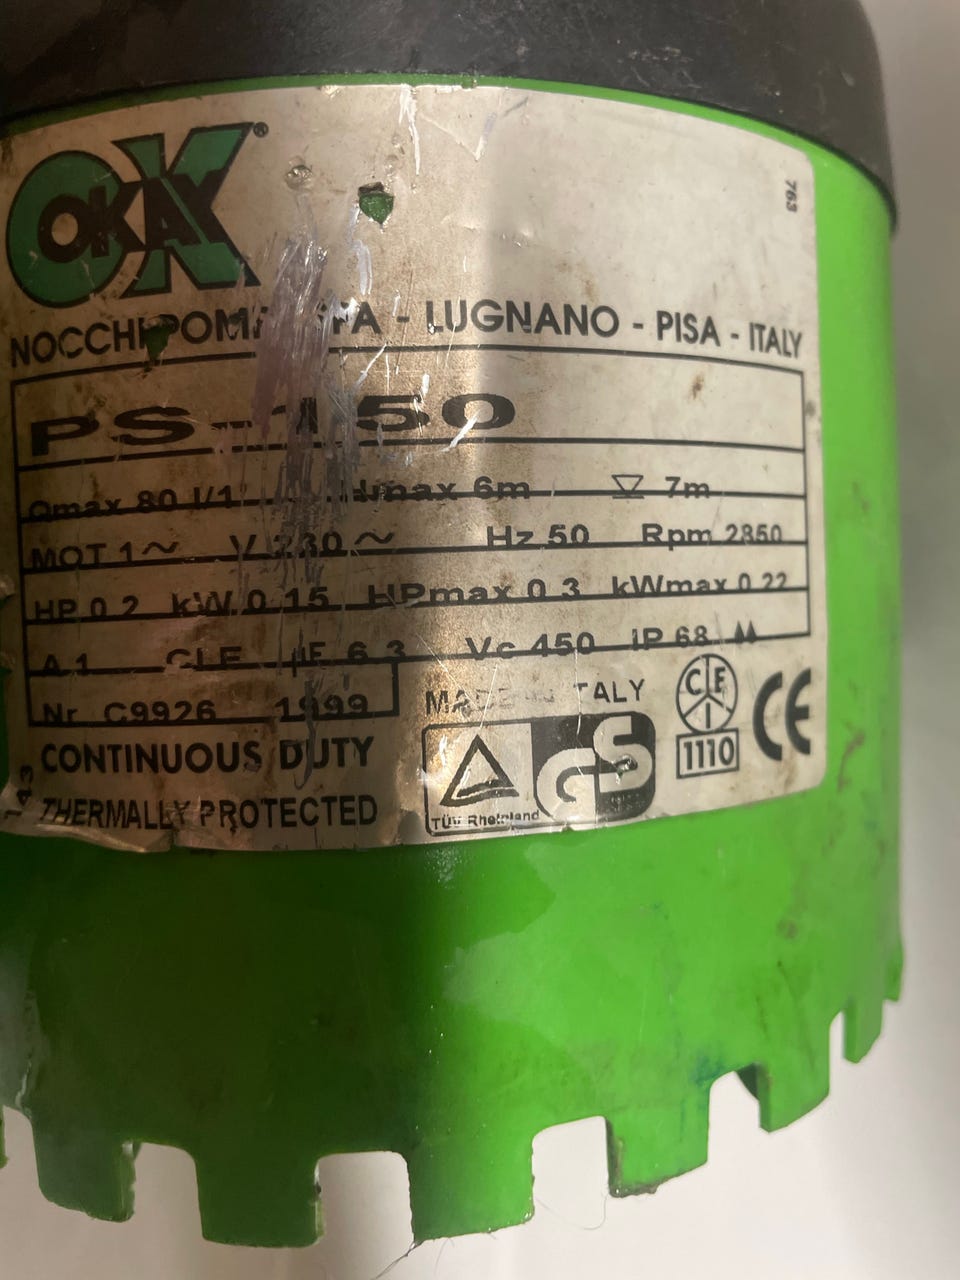 OK OKAY ®
763
NOCCHI POM SPA - LUGNANO - PISA - ITALY
PS-150
Qmax 80 l/1' Hmax 6m 7m
MOT 1~ V 230~ Hz 50 Rpm 2850
HP 0.2 kW 0.15 HPmax 0.3 kWmax 0.22
A 1 Cl.F µF 6.3 Vc 450 IP 68
Nr C9926 1999
MADE IN ITALY
CONTINUOUS DUTY
THERMALLY PROTECTED
TÜV Rheinland
GS
CEI
1110
CE